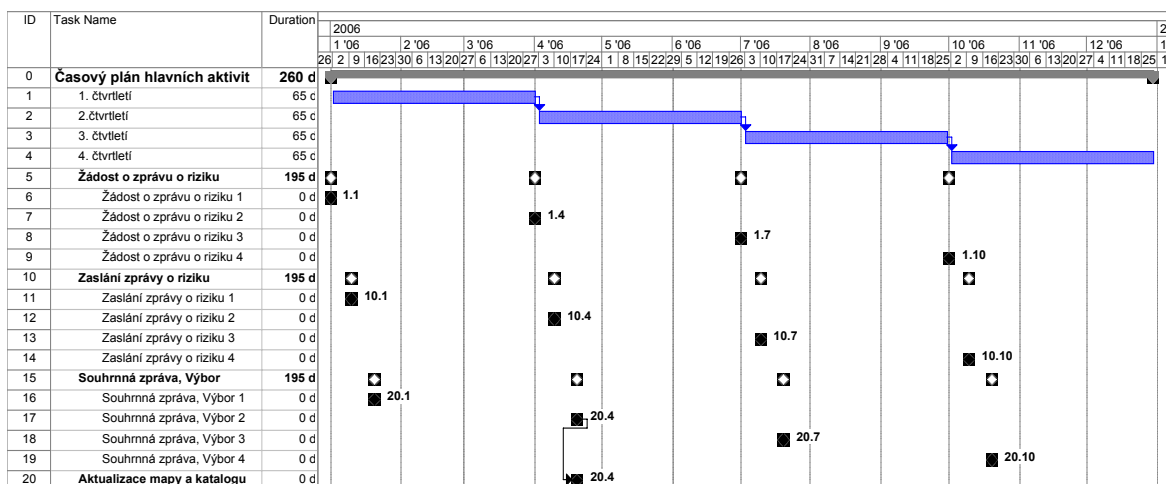 ID Task Name Duration
2006 2
1 '06 2 '06 3 '06 4 '06 5 '06 6 '06 7 '06 8 '06 9 '06 10 '06 11 '06 12 '06 1
26 2 9 16 23 30 6 13 20 27 6 13 20 27 3 10 17 24 1 8 15 22 29 5 12 19 26 3 10 17 24 31 7 14 21 28 4 11 18 25 2 9 16 23 30 6 13 20 27 4 11 18 25 1
0 Časový plán hlavních aktivit 260 d
1 1. čtvrtletí 65 d
2 2.čtvrtletí 65 d
3 3. čtvrtletí 65 d
4 4. čtvrtletí 65 d
5 Žádost o zprávu o riziku 195 d
6 Žádost o zprávu o riziku 1 0 d 1.1
7 Žádost o zprávu o riziku 2 0 d 1.4
8 Žádost o zprávu o riziku 3 0 d 1.7
9 Žádost o zprávu o riziku 4 0 d 1.10
10 Zaslání zprávy o riziku 195 d
11 Zaslání zprávy o riziku 1 0 d 10.1
12 Zaslání zprávy o riziku 2 0 d 10.4
13 Zaslání zprávy o riziku 3 0 d 10.7
14 Zaslání zprávy o riziku 4 0 d 10.10
15 Souhrnná zpráva, Výbor 195 d
16 Souhrnná zpráva, Výbor 1 0 d 20.1
17 Souhrnná zpráva, Výbor 2 0 d 20.4
18 Souhrnná zpráva, Výbor 3 0 d 20.7
19 Souhrnná zpráva, Výbor 4 0 d 20.10
20 Aktualizace mapy a katalogu 0 d 20.4